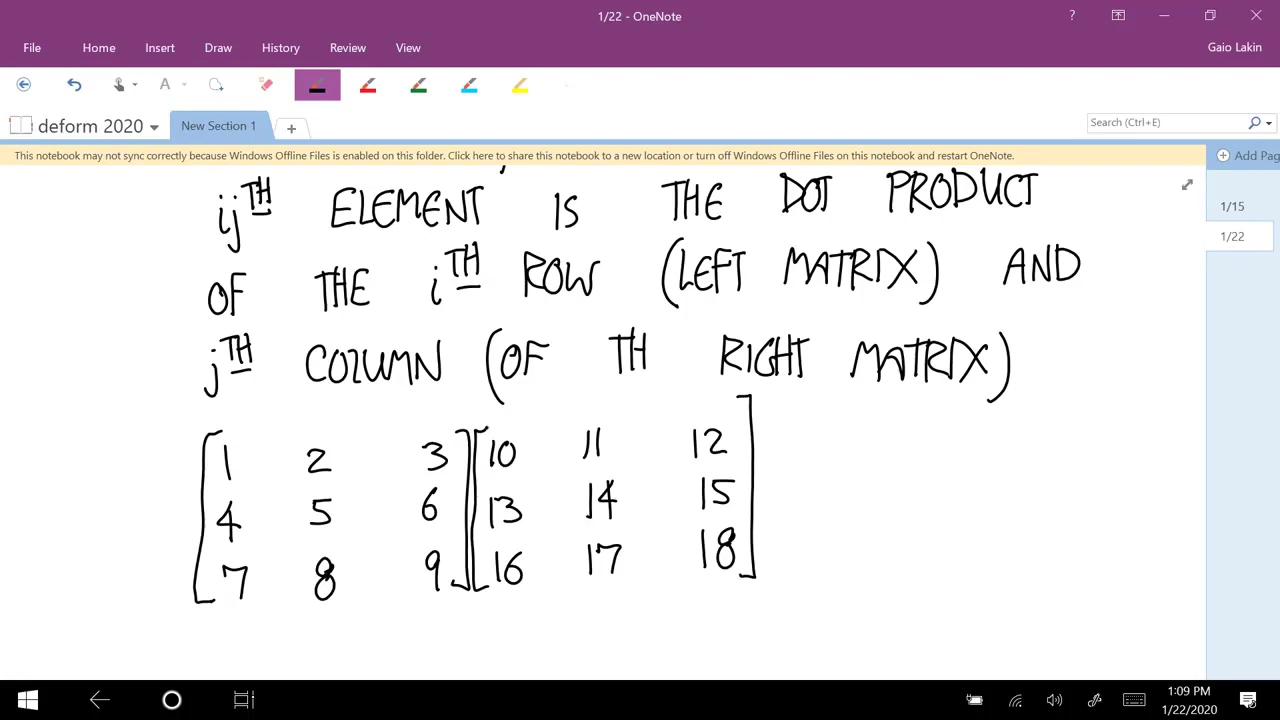 1/22 - OneNote
?
File Home Insert Draw History Review View Gaio Lakin
A
deform 2020 New Section 1 + Search (Ctrl+E)
This notebook may not sync correctly because Windows Offline Files is enabled on this folder. Click here to share this notebook to a new location or turn off Windows Offline Files on this notebook and restart OneNote.
Add Pag
1/15
1/22
ij TH ELEMENT IS THE DOT PRODUCT
OF THE i TH ROW (LEFT MATRIX) AND
j TH COLUMN (OF TH RIGHT MATRIX)
[1 2 3] [10 11 12]
[4 5 6] [13 14 15]
[7 8 9] [16 17 18]
1:09 PM
1/22/2020